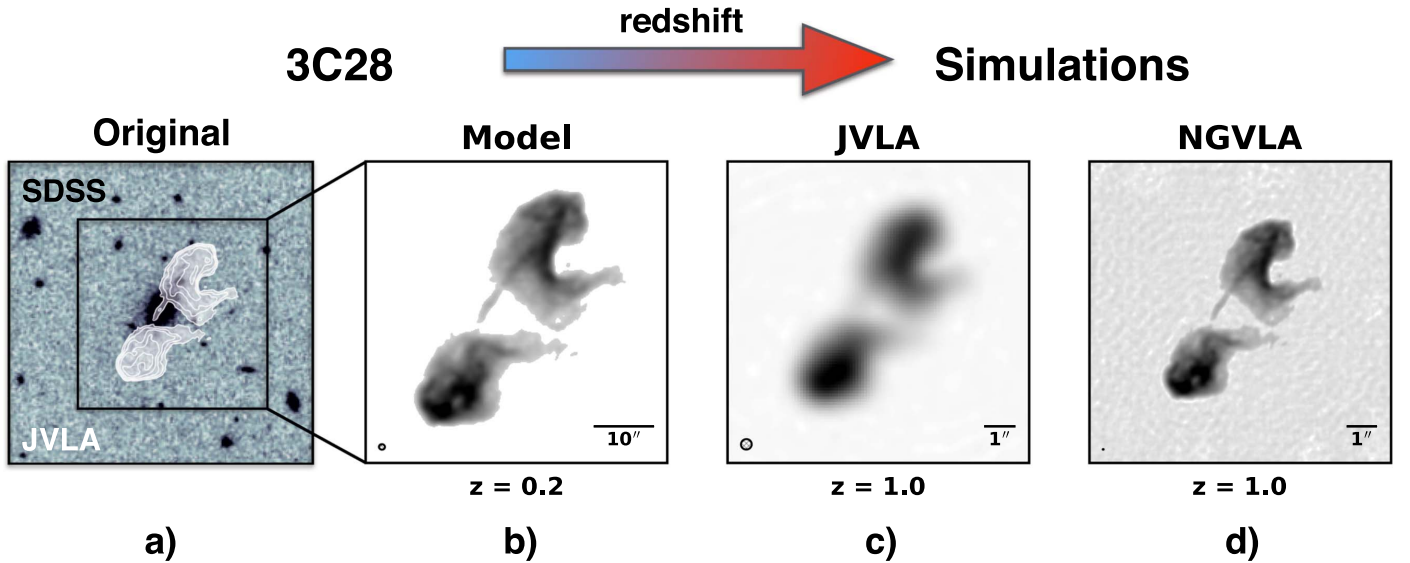 redshift
3C28
Simulations
Original
Model
JVLA
NGVLA
SDSS
JVLA
10″
1″
1″
z = 0.2
z = 1.0
z = 1.0
a)
b)
c)
d)